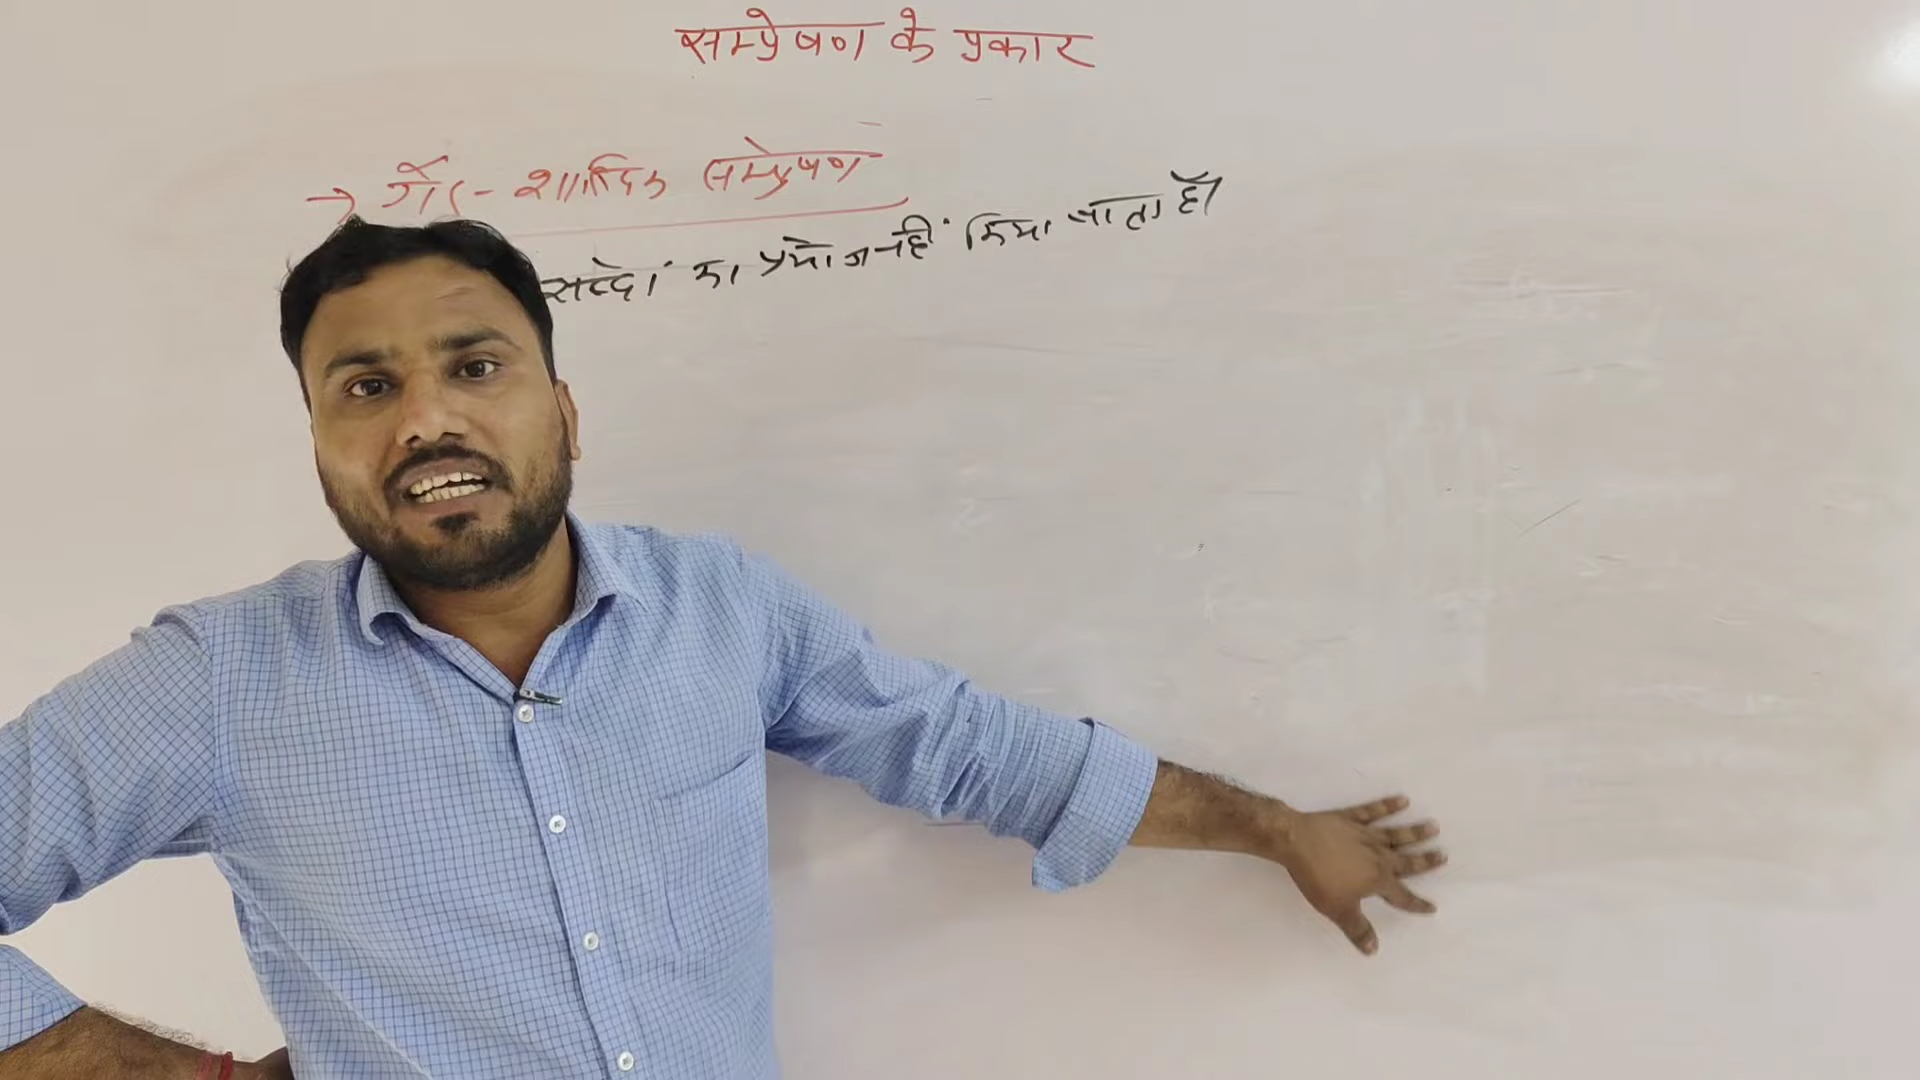 सम्प्रेषण के प्रकार
→ गैर-शाब्दिक सम्प्रेषण
शब्दों का प्रयोग नहीं किया जाता है।